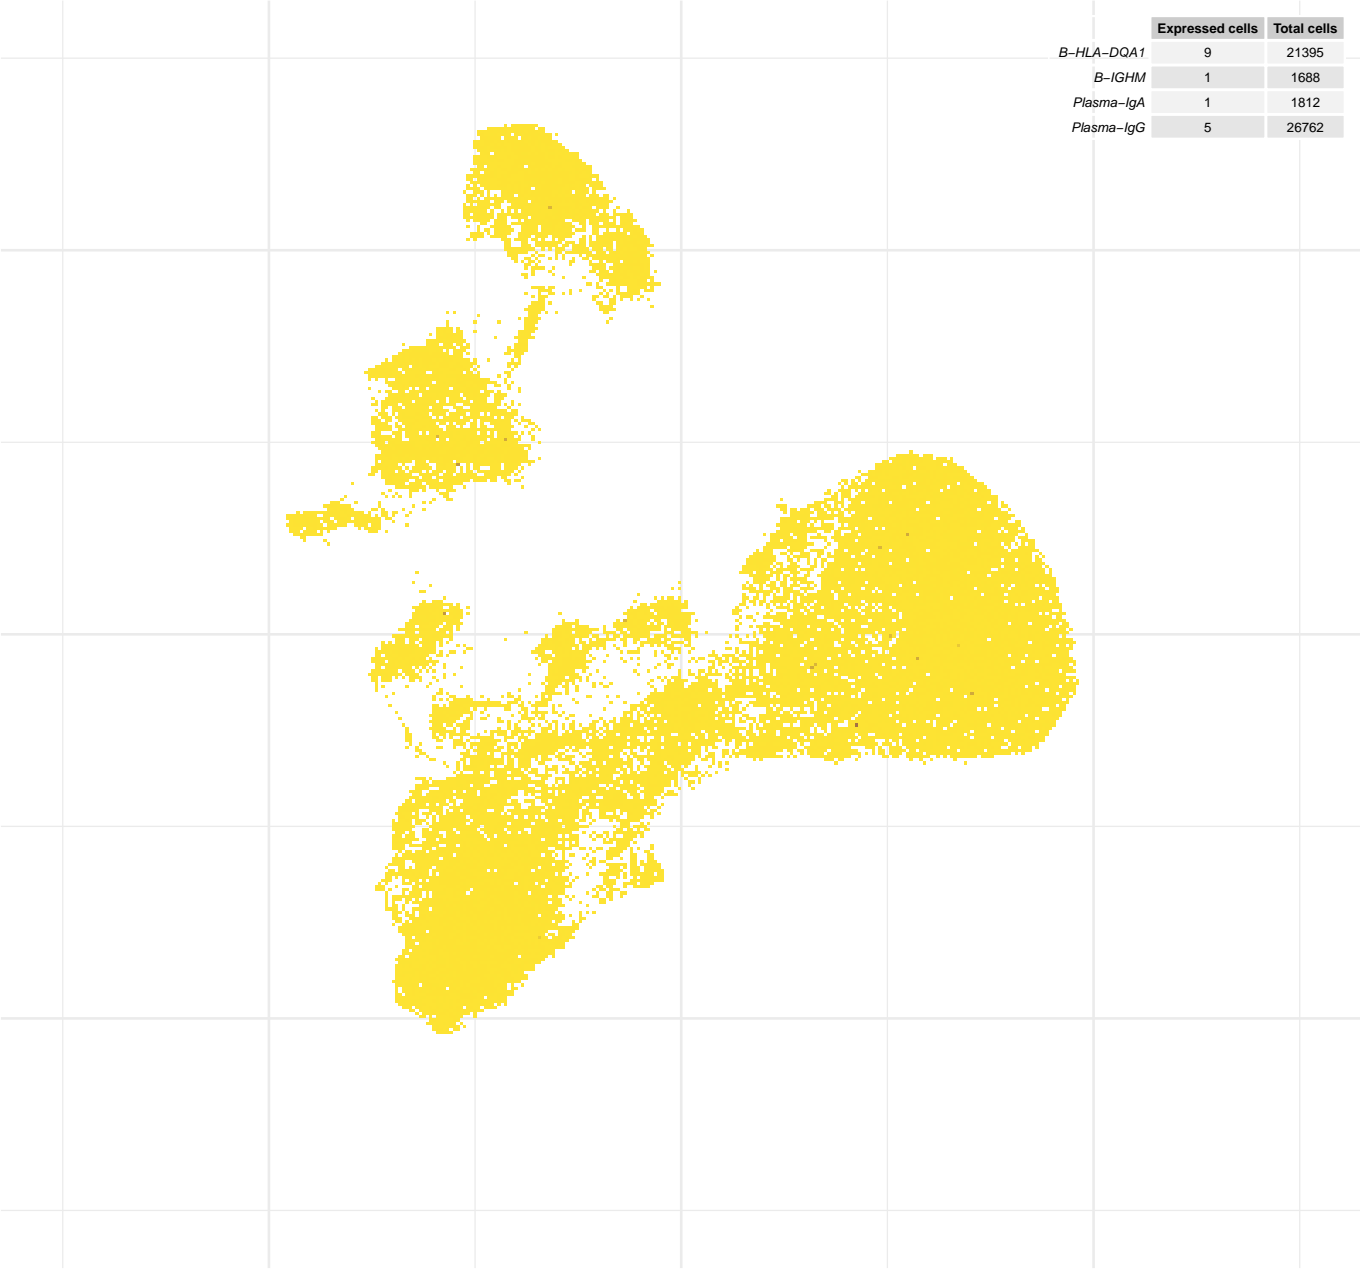 Expressed cells Total cells
B−HLA−DQA1 9 21395
B−IGHM 1 1688
Plasma−IgA 1 1812
Plasma−IgG 5 26762